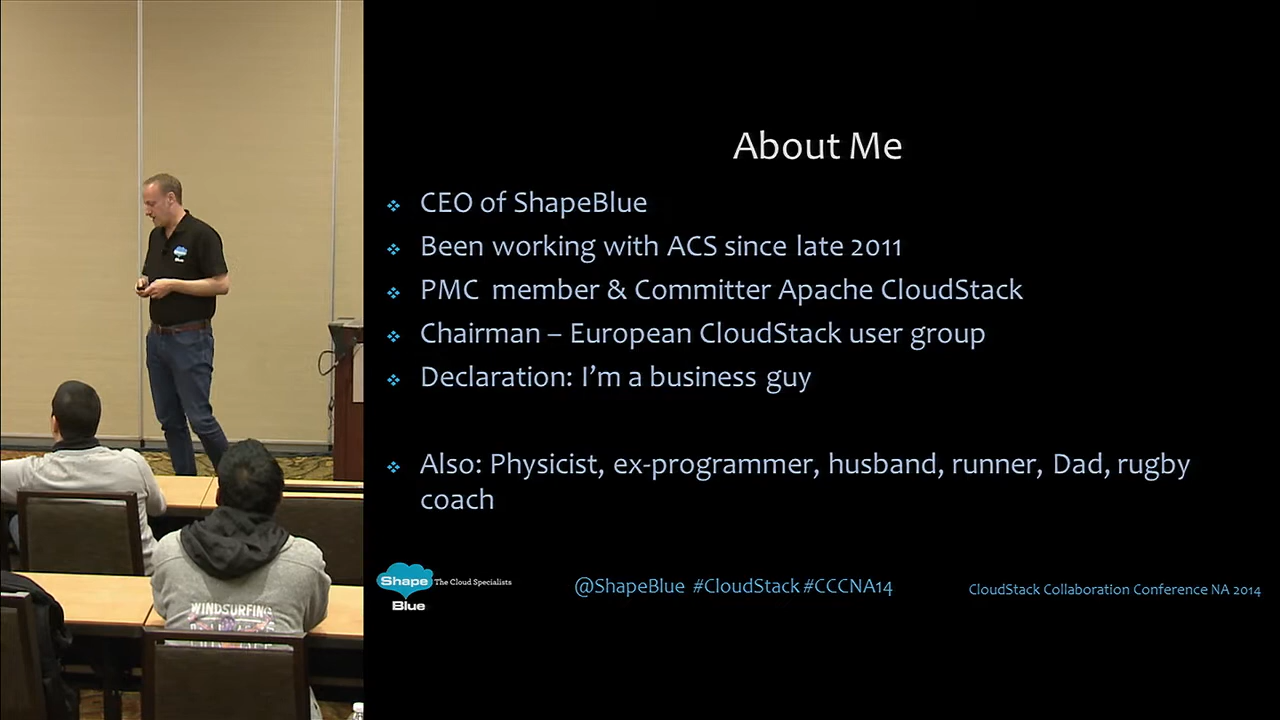 About Me
CEO of ShapeBlue
Been working with ACS since late 2011
PMC member & Committer Apache CloudStack
Chairman – European CloudStack user group
Declaration: I’m a business guy
Also: Physicist, ex-programmer, husband, runner, Dad, rugby
coach
Shape
Blue
The Cloud Specialists
@ShapeBlue #CloudStack #CCCNA14
CloudStack Collaboration Conference NA 2014
Blue
WINDSURFING